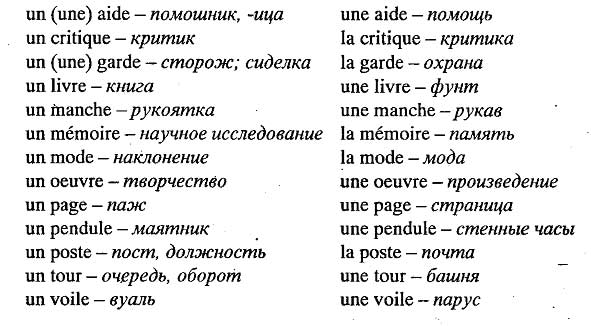 un (une) aide – помошник, -ица une aide – помощь
un critique – критик la critique – критика
un (une) garde – сторож; сиделка la garde – охрана
un livre – книга une livre – фунт
un manche – рукоятка une manche – рукав
un mémoire – научное исследование la mémoire – память
un mode – наклонение la mode – мода
un oeuvre – творчество une oeuvre – произведение
un page – паж une page – страница
un pendule – маятник une pendule – стенные часы
un poste – пост, должность la poste – почта
un tour – очередь, оборот une tour – башня
un voile – вуаль une voile – парус